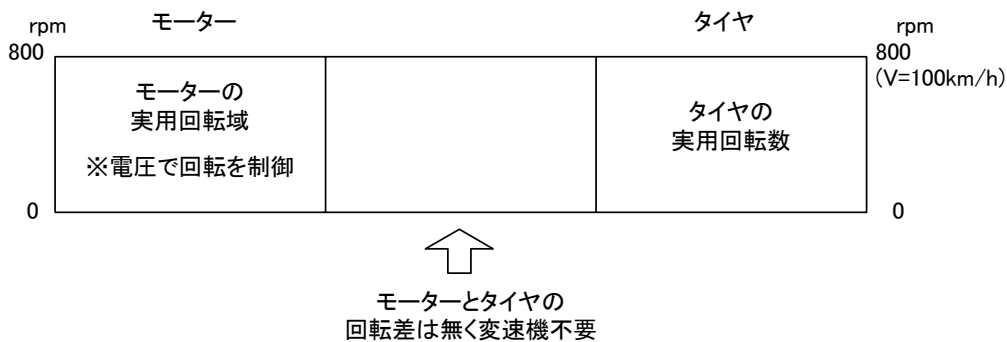 rpm
モーター
タイヤ
rpm
800
800
(V=100km/h)
モーターの
実用回転域
※電圧で回転を制御
タイヤの
実用回転数
0
0
モーターとタイヤの
回転差は無く変速機不要